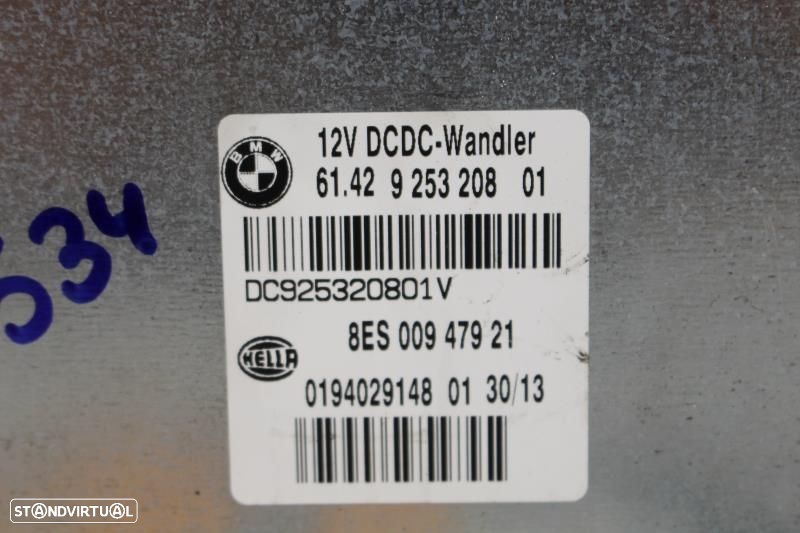 BMW
12V DCDC-Wandler
61.42 9 253 208 01
DC925320801V
8ES 009 479 21
HELLA
0194029148 01 30/13
534
STANDVIRTUAL